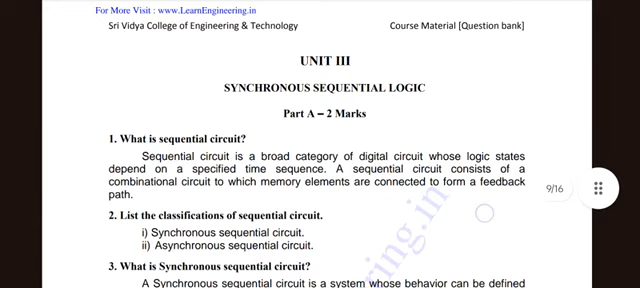 For More Visit : www.LearnEngineering.in
Sri Vidya College of Engineering & Technology Course Material [Question bank]
UNIT III
SYNCHRONOUS SEQUENTIAL LOGIC
Part A – 2 Marks
1. What is sequential circuit?
Sequential circuit is a broad category of digital circuit whose logic states
depend on a specified time sequence. A sequential circuit consists of a
combinational circuit to which memory elements are connected to form a feedback
path.
9/16
2. List the classifications of sequential circuit.
i) Synchronous sequential circuit.
ii) Asynchronous sequential circuit.
3. What is Synchronous sequential circuit?
A Synchronous sequential circuit is a system whose behavior can be defined
ring.in